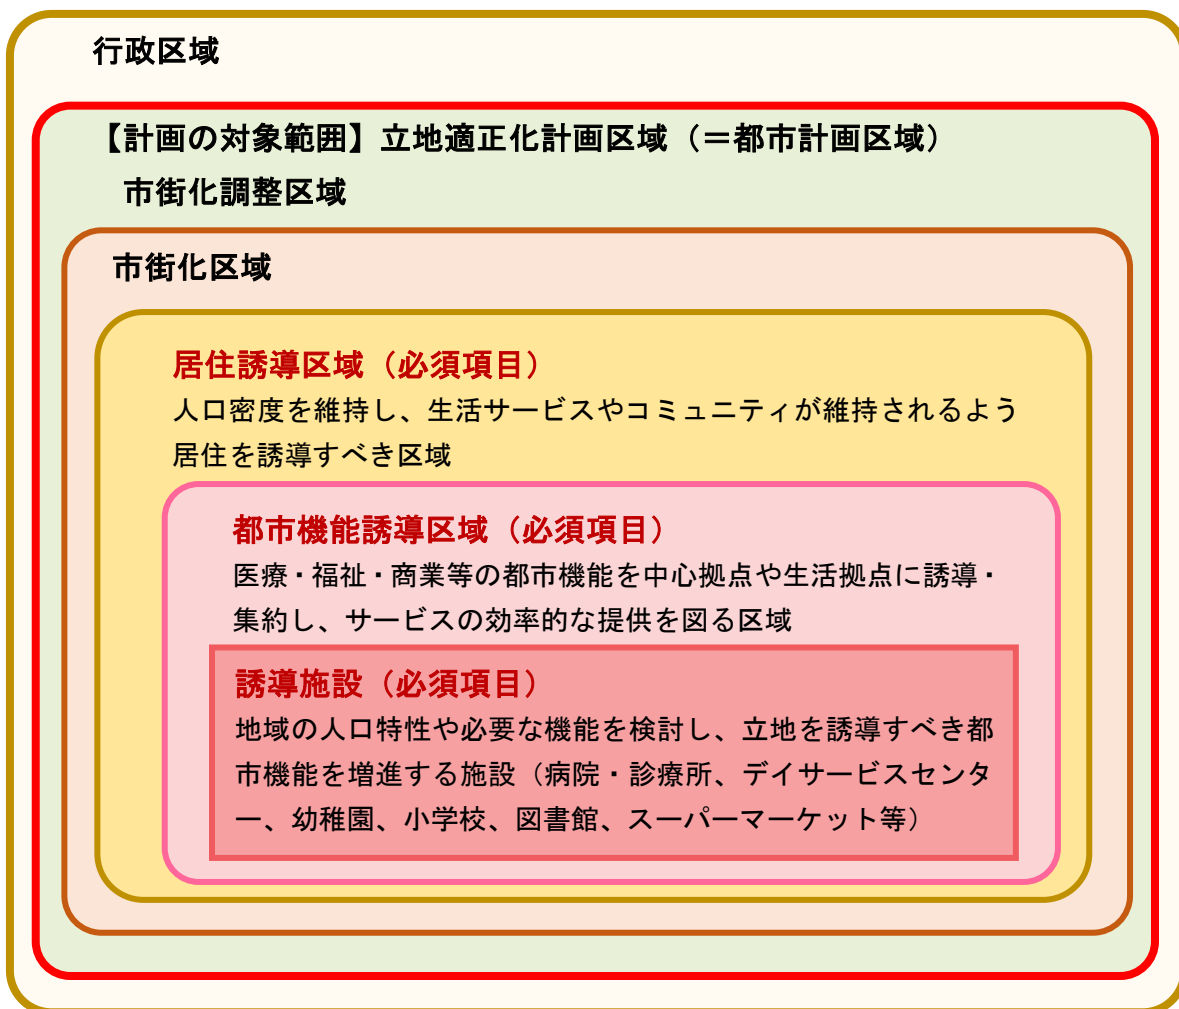 行政区域
【計画の対象範囲】立地適正化計画区域（＝都市計画区域）
市街化調整区域
市街化区域
居住誘導区域（必須項目）
人口密度を維持し、生活サービスやコミュニティが維持されるよう
居住を誘導すべき区域
都市機能誘導区域（必須項目）
医療・福祉・商業等の都市機能を中心拠点や生活拠点に誘導・
集約し、サービスの効率的な提供を図る区域
誘導施設（必須項目）
地域の人口特性や必要な機能を検討し、立地を誘導すべき都
市機能を増進する施設（病院・診療所、デイサービスセンタ
ー、幼稚園、小学校、図書館、スーパーマーケット等）